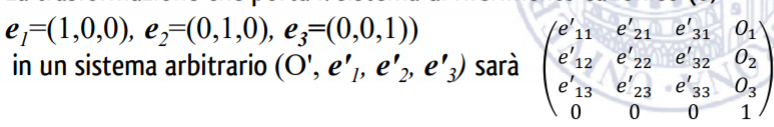 e₁=(1,0,0), e₂=(0,1,0), e₃=(0,0,1))
in un sistema arbitrario (O', e'₁, e'₂, e'₃) sarà
e'₁₁ e'₂₁ e'₃₁ O₁
e'₁₂ e'₂₂ e'₃₂ O₂
e'₁₃ e'₂₃ e'₃₃ O₃
0 0 0 1